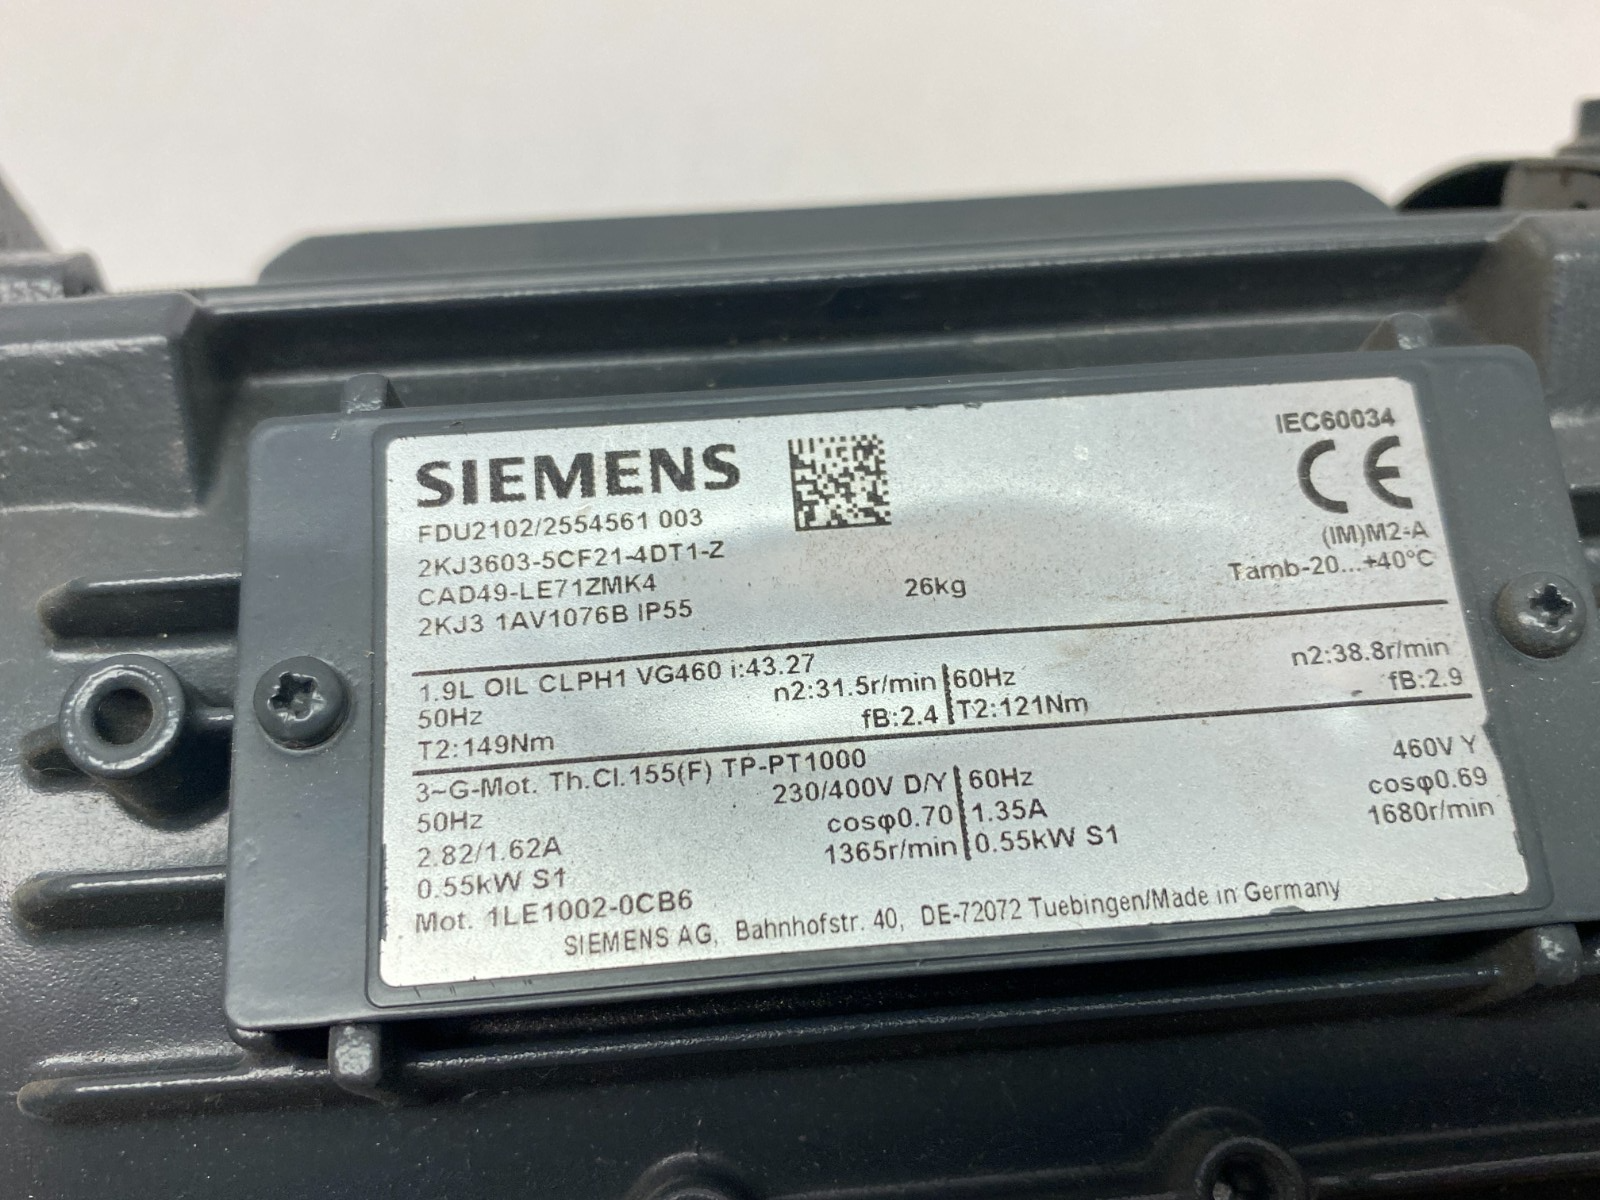 SIEMENS
IEC60034
CE
FDU2102/2554561 003
(IM)M2-A
2KJ3603-5CF21-4DT1-Z
Tamb-20...+40°C
CAD49-LE71ZMK4
26kg
2KJ3 1AV1076B IP55
1.9L OIL CLPH1 VG460 i:43.27
50Hz n2:31.5r/min 60Hz n2:38.8r/min
T2:149Nm fB:2.4 T2:121Nm fB:2.9
3~G-Mot. Th.Cl.155(F) TP-PT1000
50Hz 230/400V D/Y 60Hz 460V Y
2.82/1.62A cosφ0.70 1.35A cosφ0.69
0.55kW S1 1365r/min 0.55kW S1 1680r/min
Mot. 1LE1002-0CB6
SIEMENS AG, Bahnhofstr. 40, DE-72072 Tuebingen/Made in Germany